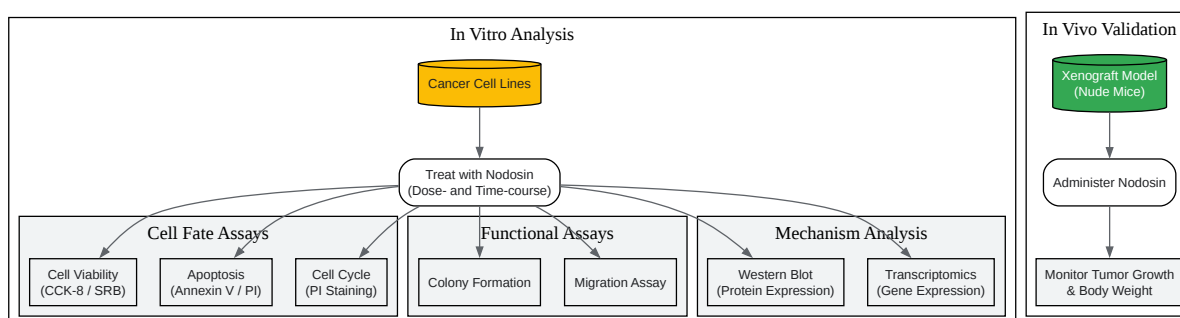 In Vitro Analysis
Cancer Cell Lines
Treat with Nodosin
(Dose- and Time-course)
Cell Fate Assays
Cell Viability
(CCK-8 / SRB)
Apoptosis
(Annexin V / PI)
Cell Cycle
(PI Staining)
Functional Assays
Colony Formation
Migration Assay
Mechanism Analysis
Western Blot
(Protein Expression)
Transcriptomics
(Gene Expression)
In Vivo Validation
Xenograft Model
(Nude Mice)
Administer Nodosin
Monitor Tumor Growth
& Body Weight